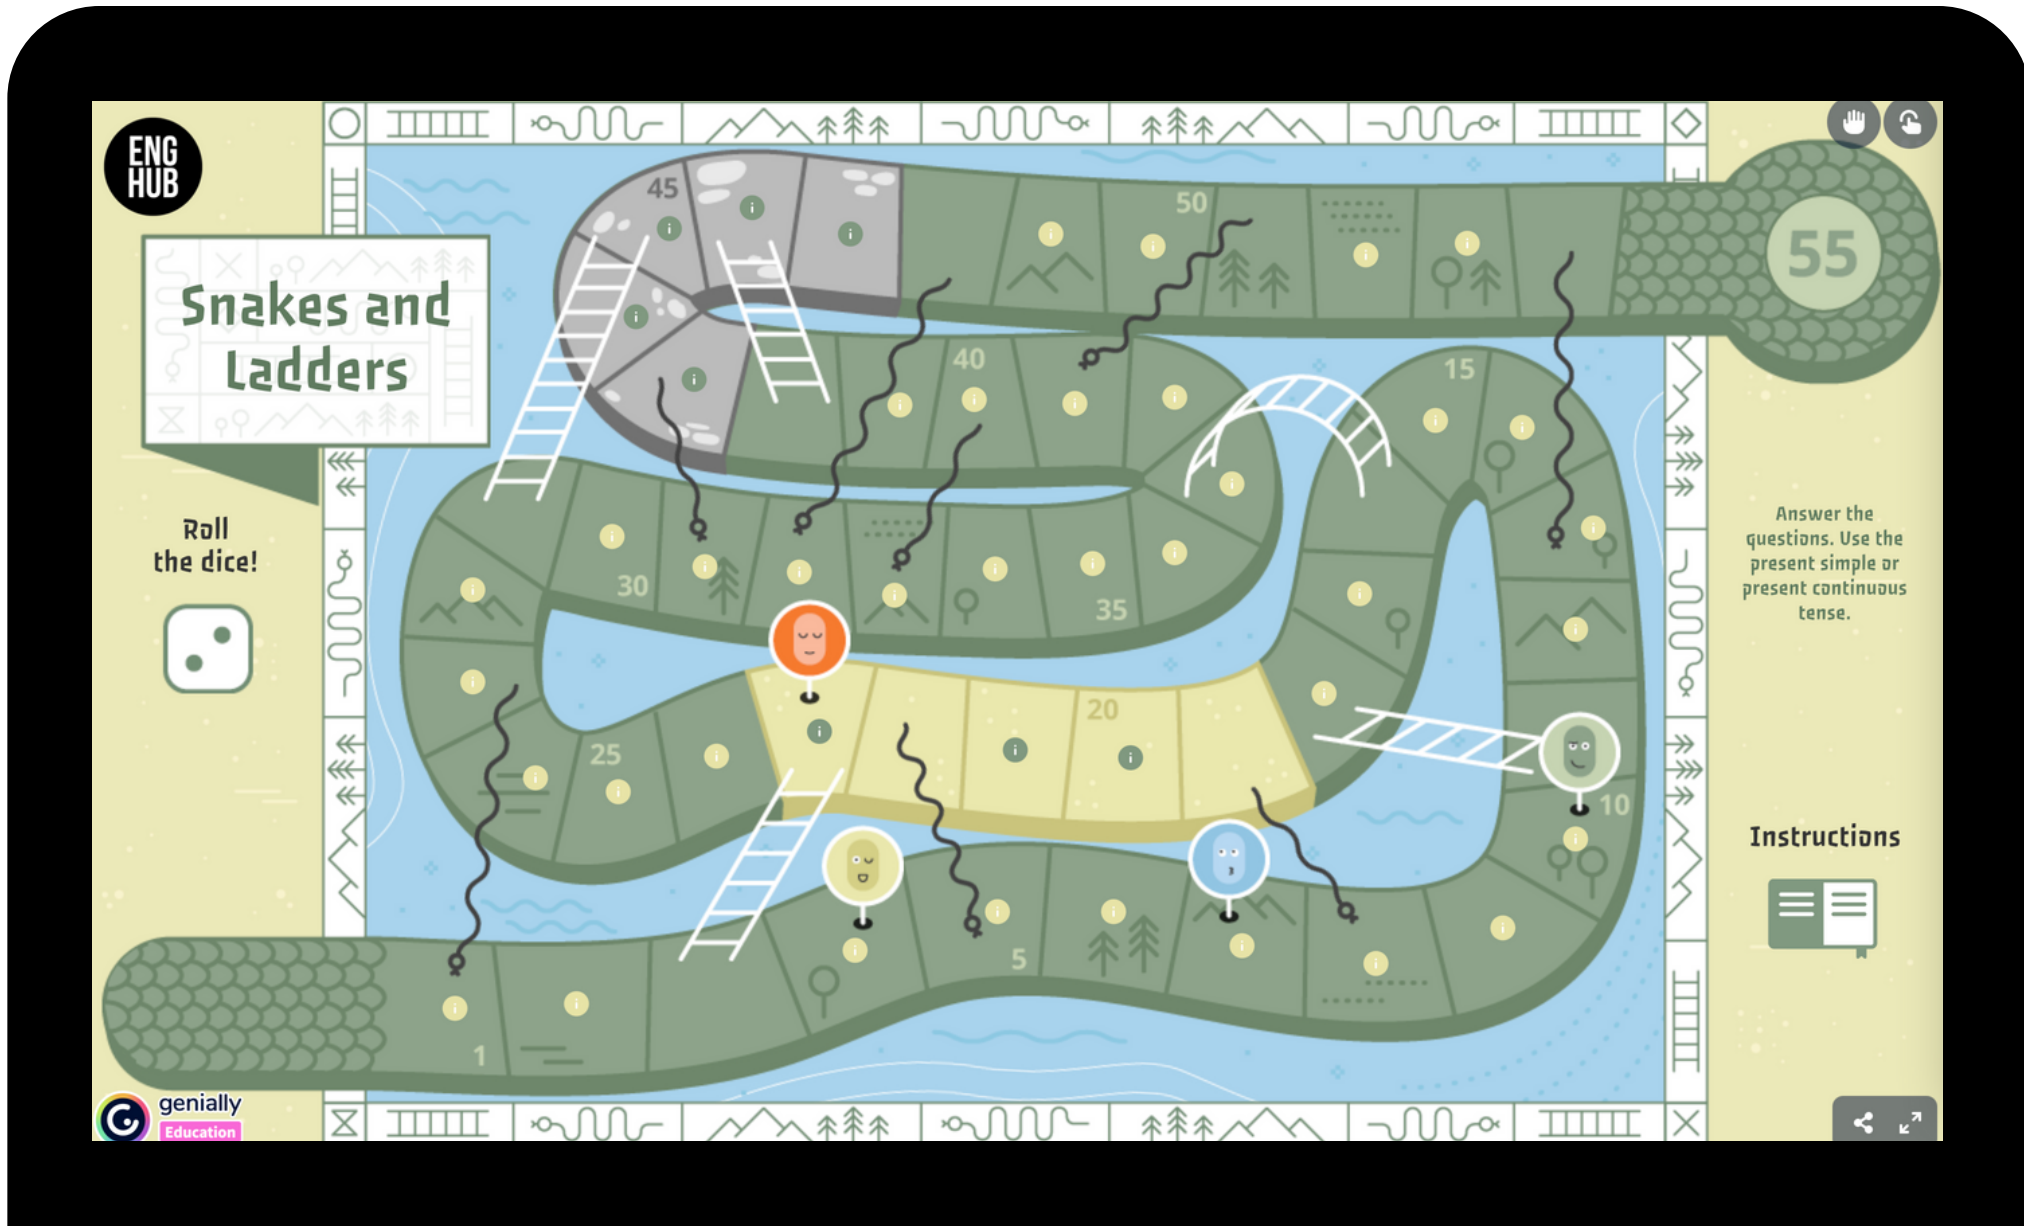 ENG
HUB
Snakes and
Ladders
Roll
the dice!
45
50
55
40
15
30
35
20
25
10
5
1
Answer the
questions. Use the
present simple or
present continuous
tense.
Instructions
genially
Education